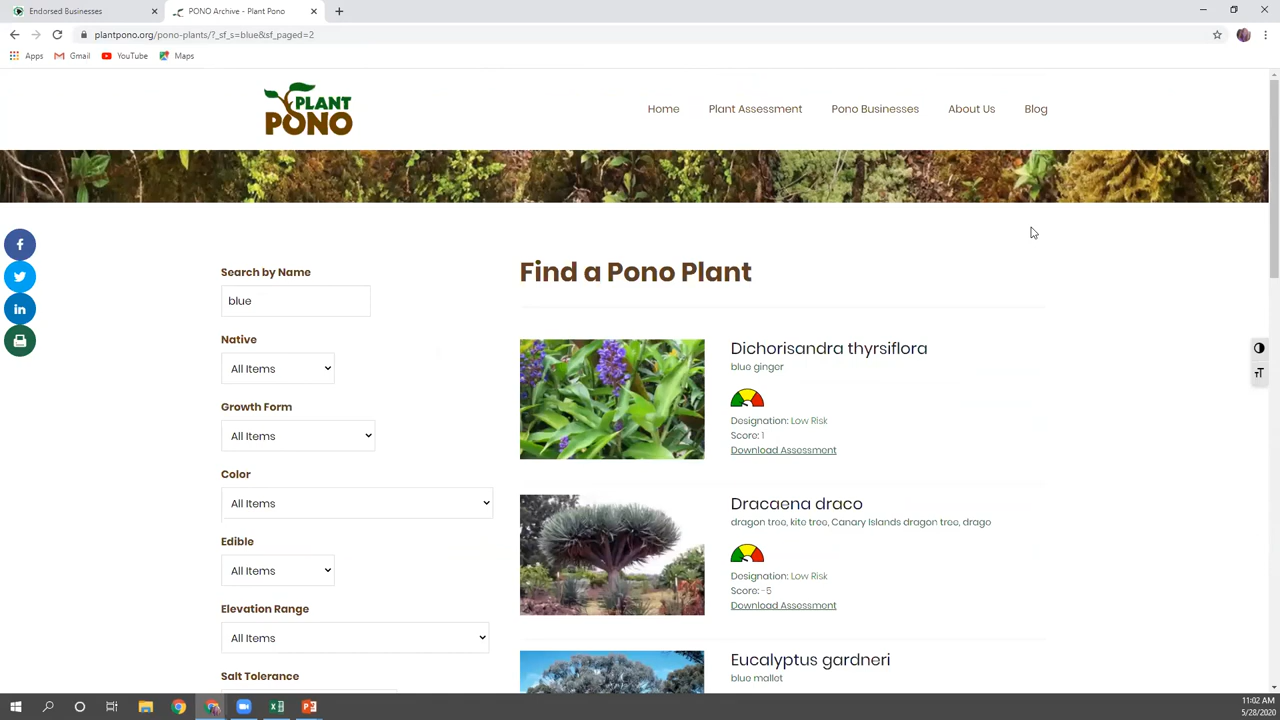 Endorsed Businesses
PONO Archive - Plant Pono
plantpono.org/pono-plants/?_sf_s=blue&sf_paged=2
Apps
Gmail
YouTube
Maps
PLANT
PONO
Home
Plant Assessment
Pono Businesses
About Us
Blog
Search by Name
blue
Native
All Items
Growth Form
All Items
Color
All Items
Edible
All Items
Elevation Range
All Items
Salt Tolerance
Find a Pono Plant
Dichorisandra thyrsiflora
blue ginger
Designation: Low Risk
Score: 1
Download Assessment
Dracaena draco
dragon tree, kito tree, Canary Islands dragon tree, drago
Designation: Low Risk
Score: -5
Download Assessment
Eucalyptus gardneri
blue mallet
11:02 AM
5/28/2020